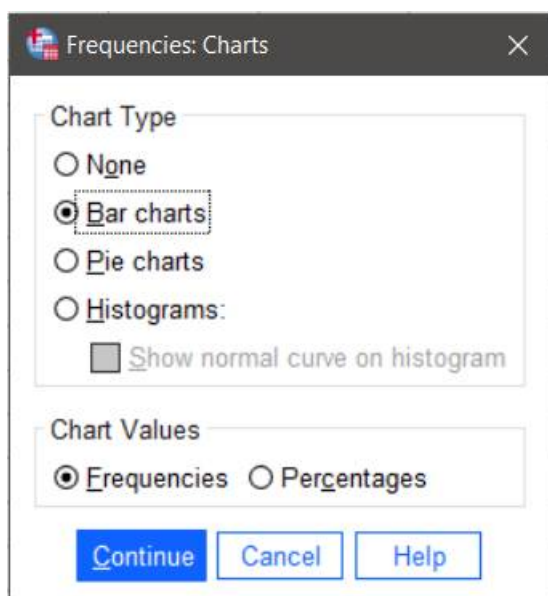 Frequencies: Charts
Chart Type
None
Bar charts
Pie charts
Histograms:
Show normal curve on histogram
Chart Values
Frequencies Percentages
Continue Cancel Help